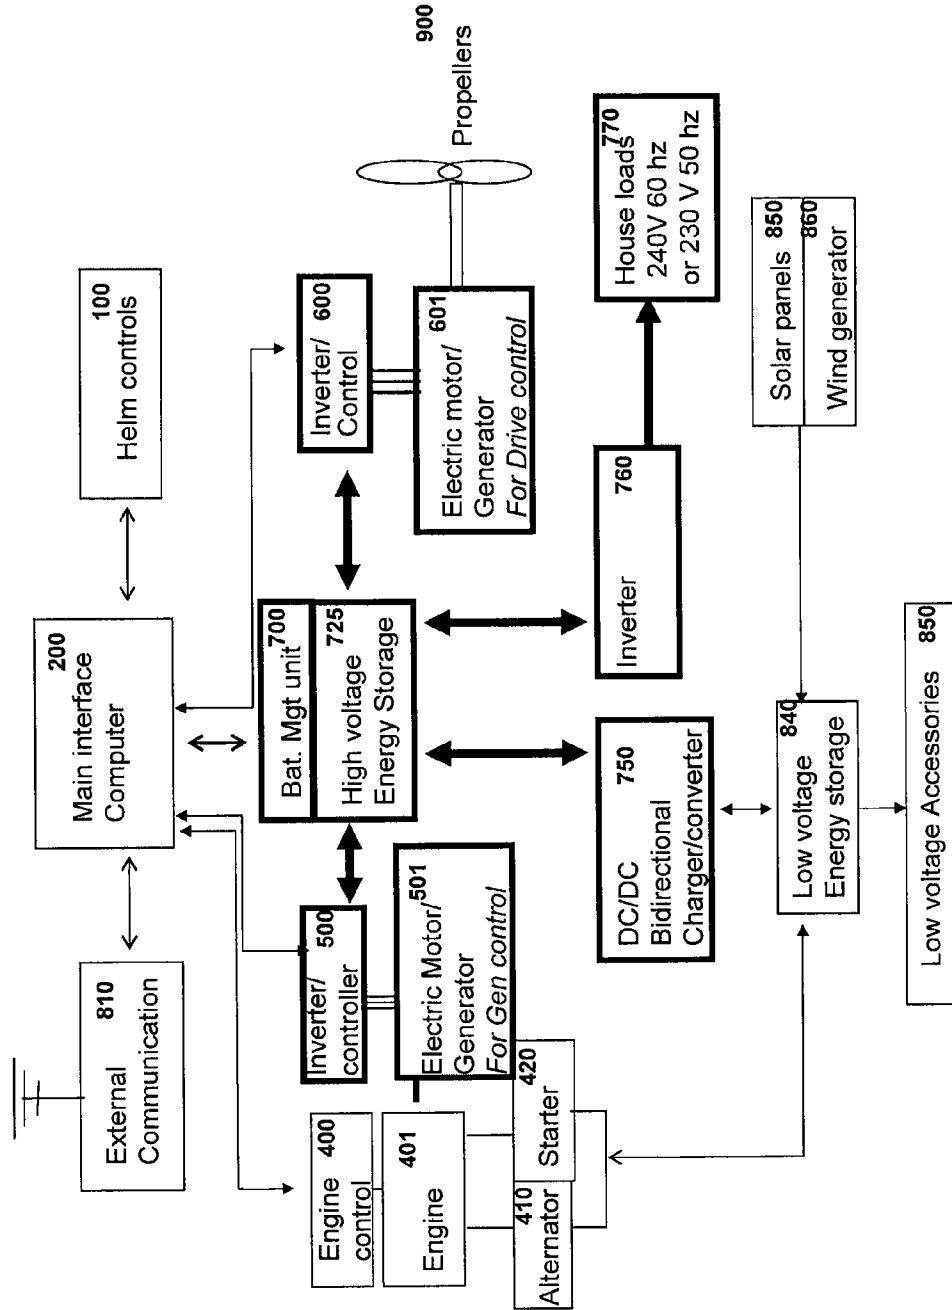 External
Communication
810
Main interface
Computer
200
Helm controls
100
Engine
control
400
Engine
401
Alternator
410
Starter
420
Inverter/
controller
500
Electric Motor/
Generator
For Gen control
501
Bat. Mgt unit
700
High voltage
Energy Storage
725
Inverter/
Control
600
Electric motor/
Generator
For Drive control
601
Propellers
900
DC/DC
Bidirectional
Charger/converter
750
Inverter
760
House loads
240V 60 hz
or 230 V 50 hz
770
Low voltage
Energy storage
840
Solar panels
850
Wind generator
860
Low voltage Accessories
850